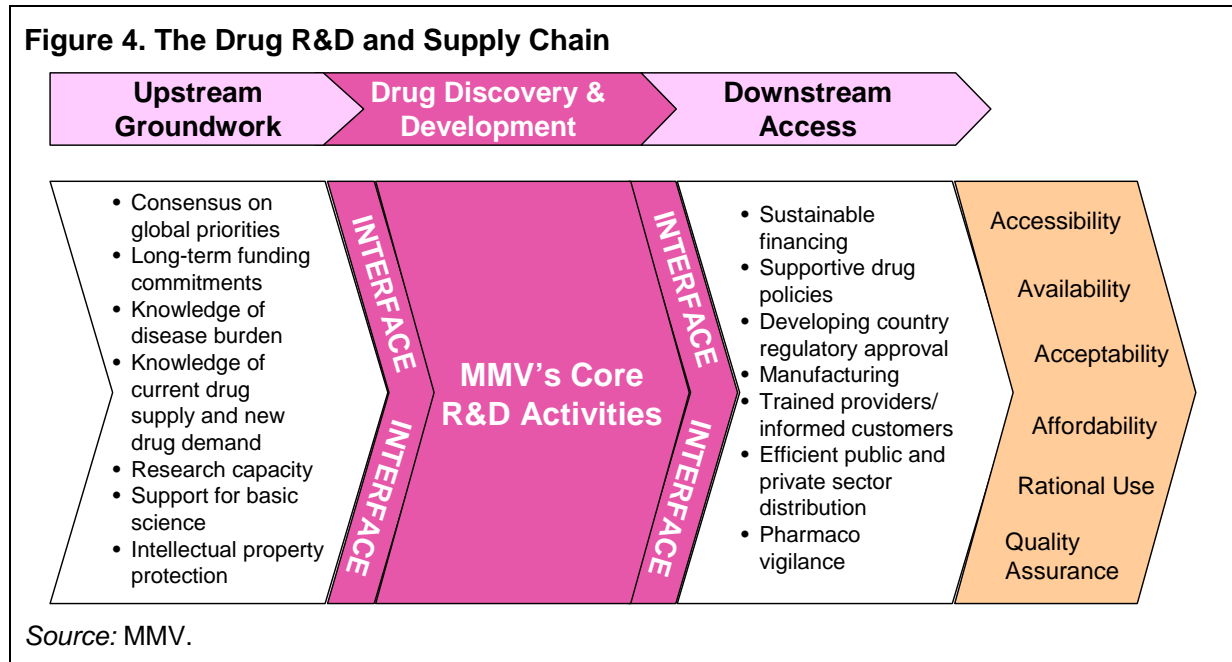 Figure 4. The Drug R&D and Supply Chain
Upstream
Groundwork
Drug Discovery &
Development
Downstream
Access
• Consensus on
global priorities
• Long-term funding
commitments
• Knowledge of
disease burden
• Knowledge of
current drug
supply and new
drug demand
• Research capacity
• Support for basic
science
• Intellectual property
protection
INTERFACE
INTERFACE
MMV's Core
R&D Activities
INTERFACE
INTERFACE
• Sustainable
financing
• Supportive drug
policies
• Developing country
regulatory approval
• Manufacturing
• Trained providers/
informed customers
• Efficient public and
private sector
distribution
• Pharmaco
vigilance
Accessibility
Availability
Acceptability
Affordability
Rational Use
Quality
Assurance
Source: MMV.